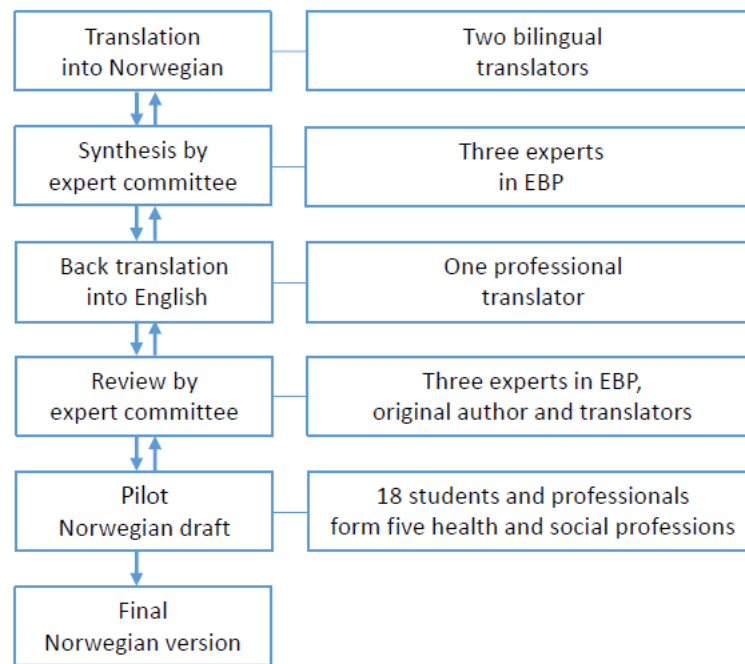 Translation
into Norwegian
Two bilingual
translators
Synthesis by
expert committee
Three experts
in EBP
Back translation
into English
One professional
translator
Review by
expert committee
Three experts in EBP,
original author and translators
Pilot
Norwegian draft
18 students and professionals
form five health and social professions
Final
Norwegian version